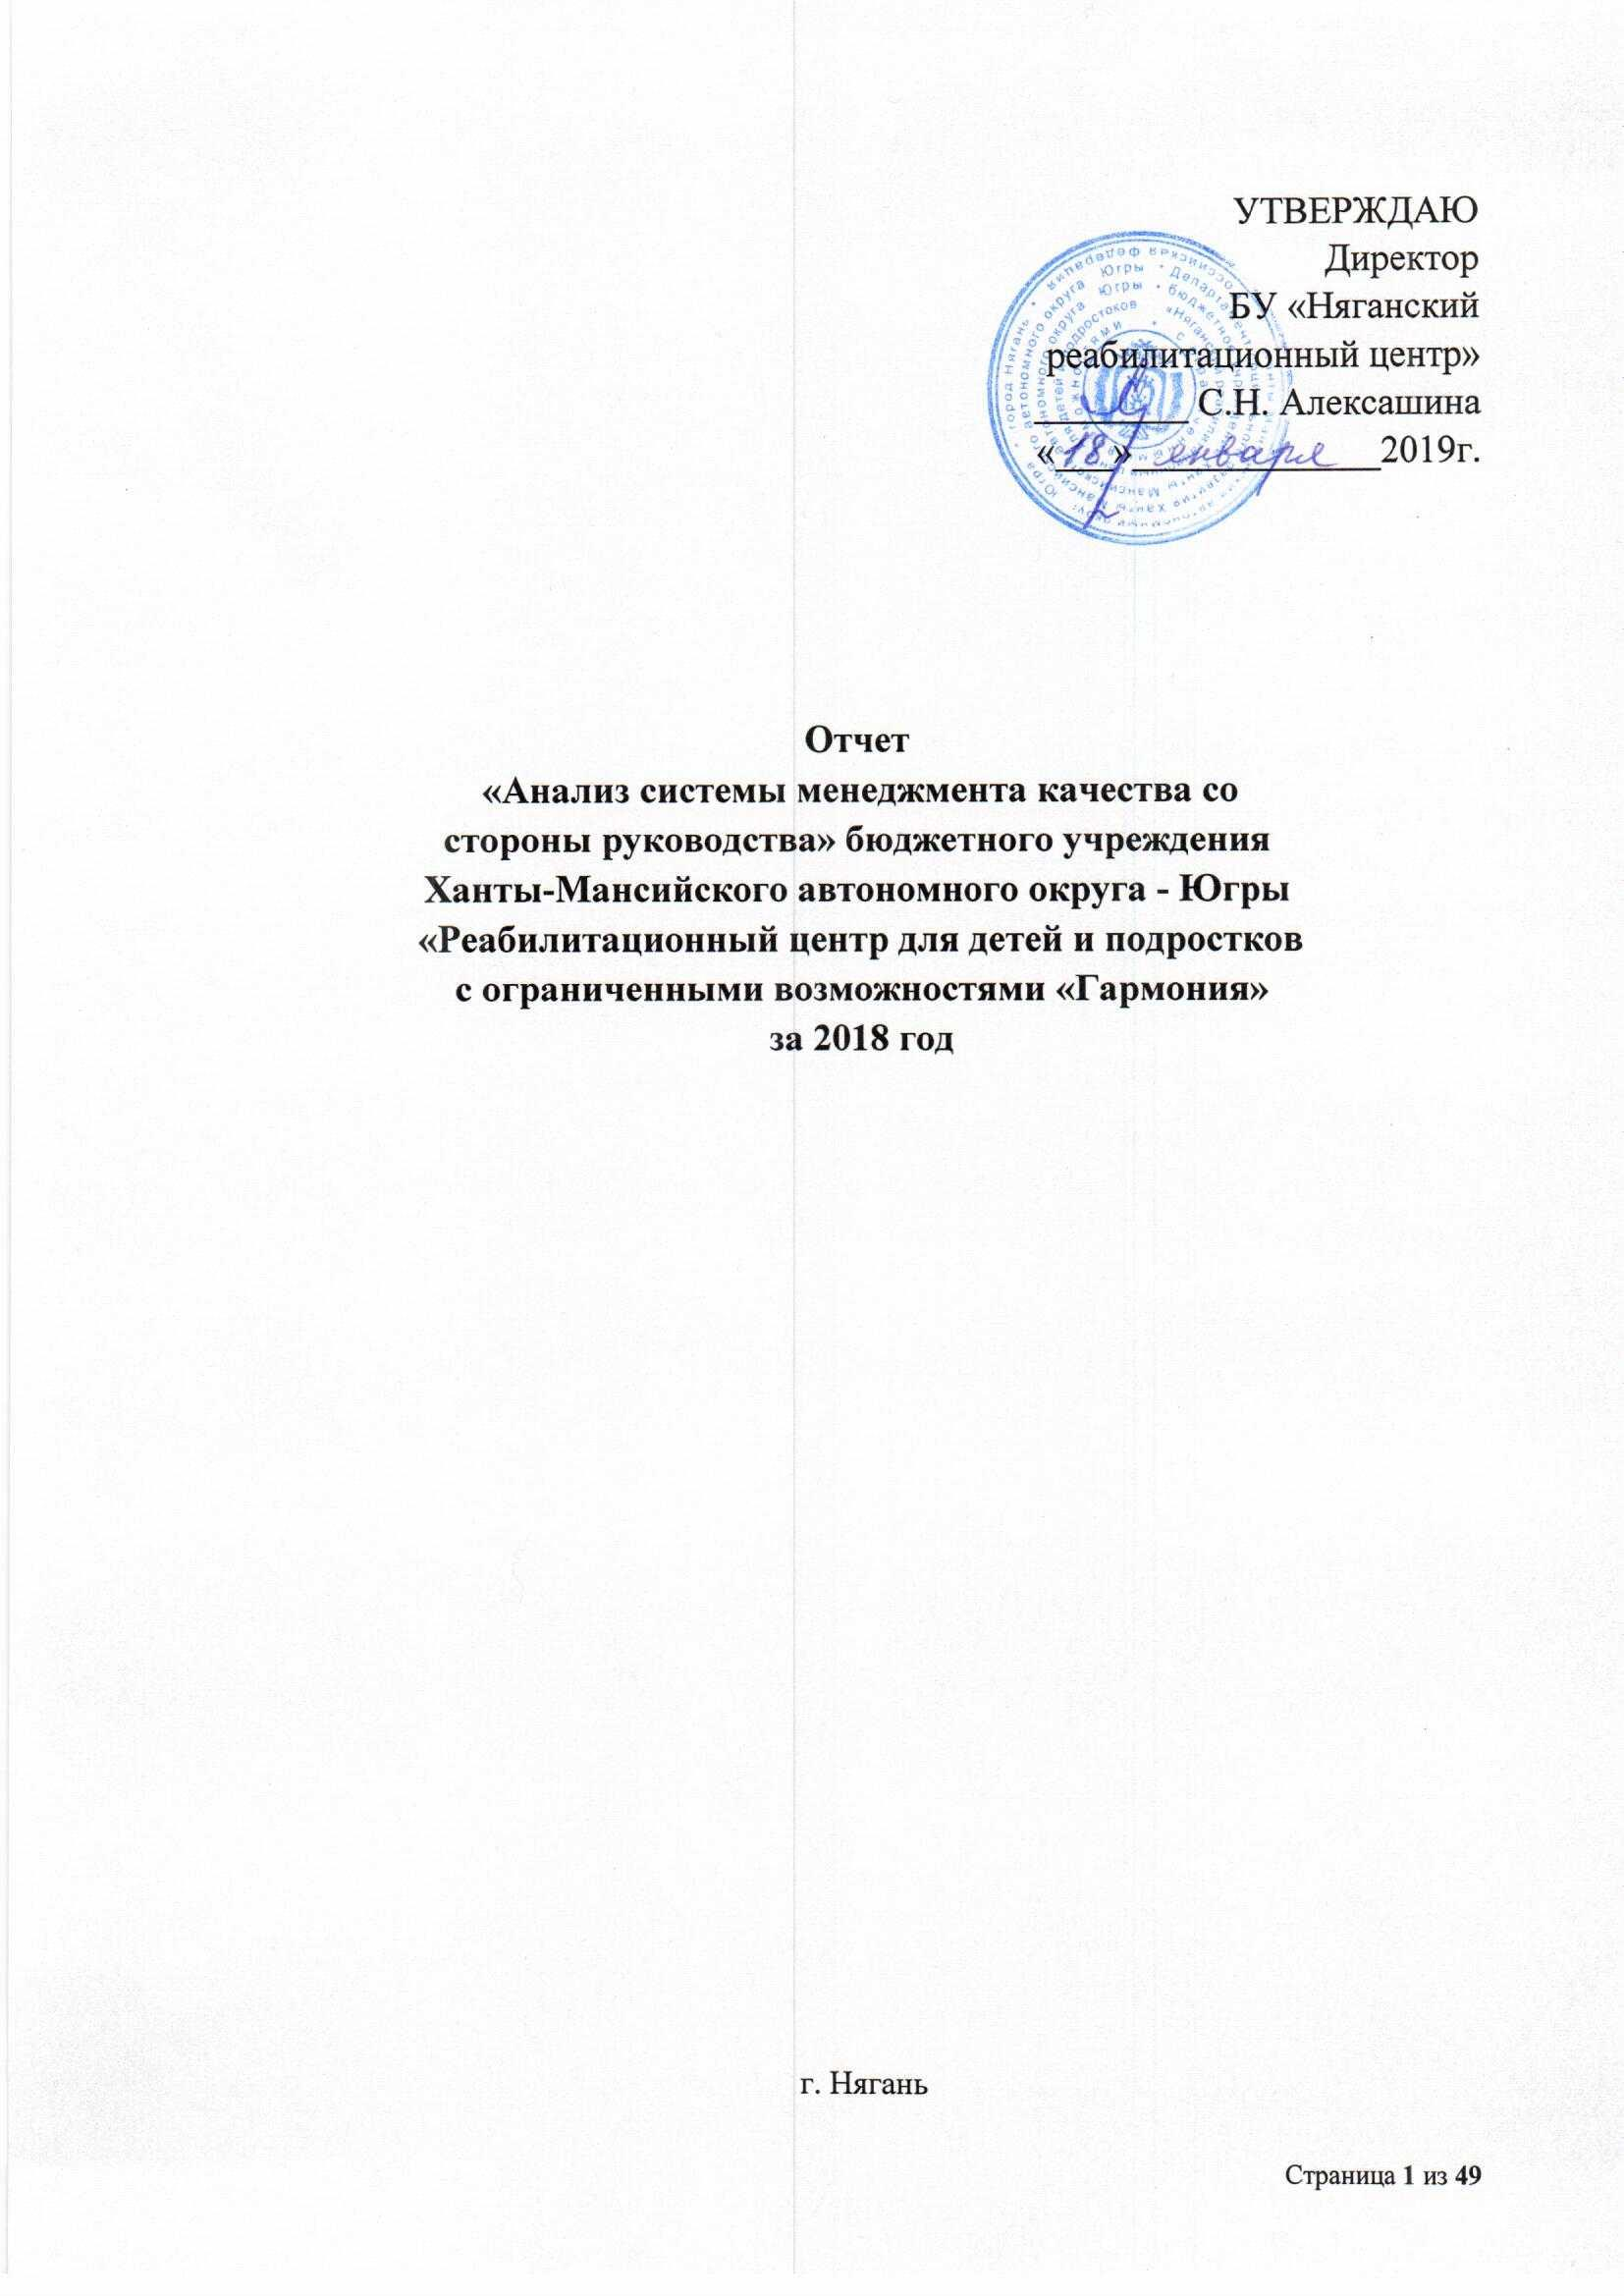 УТВЕРЖДАЮ
Директор
БУ «Няганский
реабилитационный центр»
________ С.Н. Алексашина
«18» января 2019г.
Отчет
«Анализ системы менеджмента качества со
стороны руководства» бюджетного учреждения
Ханты-Мансийского автономного округа - Югры
«Реабилитационный центр для детей и подростков
с ограниченными возможностями «Гармония»
за 2018 год
г. Нягань
Страница 1 из 49